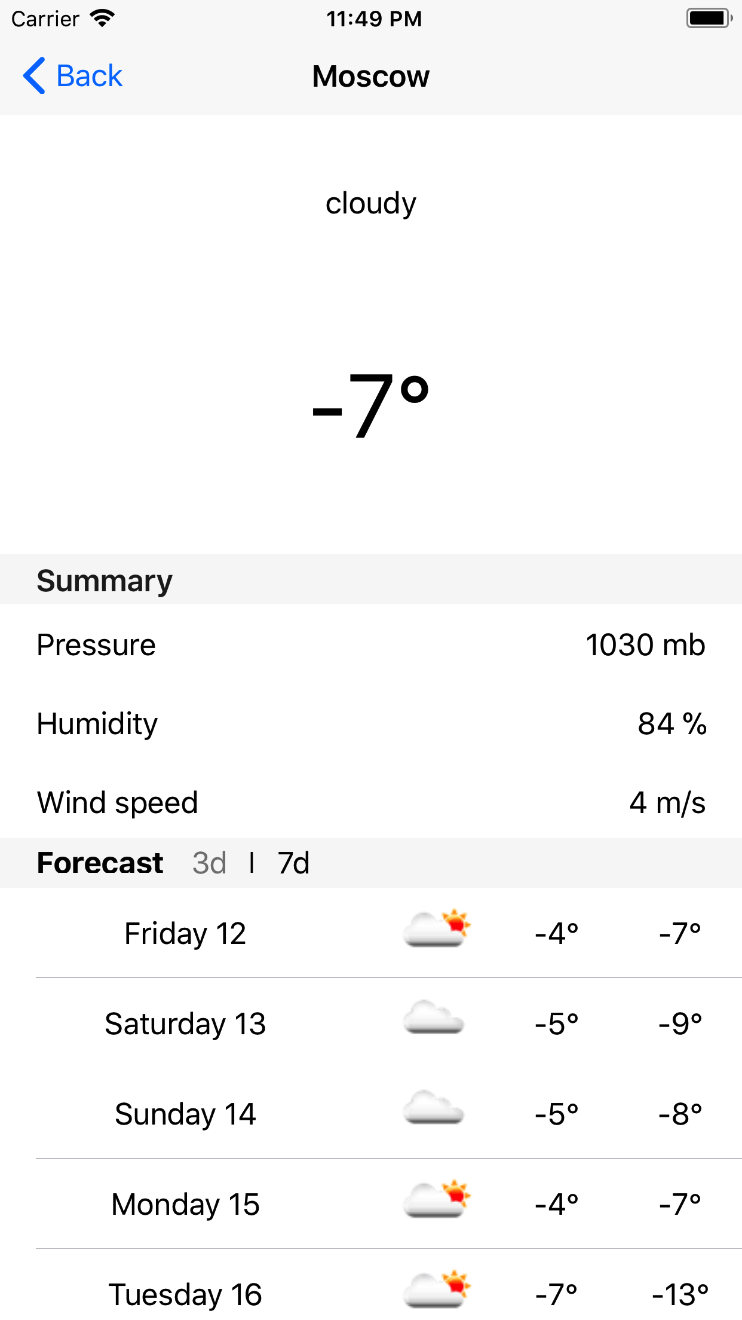 Carrier 11:49 PM
Back Moscow
cloudy
-7°
Summary
Pressure 1030 mb
Humidity 84 %
Wind speed 4 m/s
Forecast 3d | 7d
Friday 12 -4° -7°
Saturday 13 -5° -9°
Sunday 14 -5° -8°
Monday 15 -4° -7°
Tuesday 16 -7° -13°